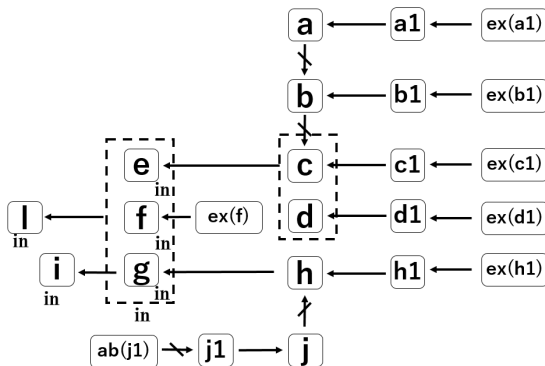 a a1 ex(a1)
b b1 ex(b1)
e in c c1 ex(c1)
l in f in ex(f) d d1 ex(d1)
i in g in h h1 ex(h1)
in
ab(j1) j1 j